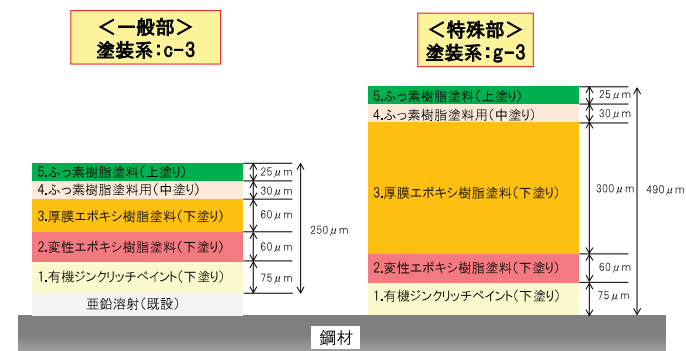 ＜一般部＞
塗装系:c-3
5.ふっ素樹脂塗料(上塗り)
25μm
4.ふっ素樹脂塗料用(中塗り)
30μm
3.厚膜エポキシ樹脂塗料(下塗り)
60μm
2.変性エポキシ樹脂塗料(下塗り)
60μm
1.有機ジンクリッチペイント(下塗り)
75μm
250μm
亜鉛溶射(既設)
＜特殊部＞
塗装系:g-3
5.ふっ素樹脂塗料(上塗り)
25μm
4.ふっ素樹脂塗料用(中塗り)
30μm
3.厚膜エポキシ樹脂塗料(下塗り)
300μm
490μm
2.変性エポキシ樹脂塗料(下塗り)
60μm
1.有機ジンクリッチペイント(下塗り)
75μm
鋼材